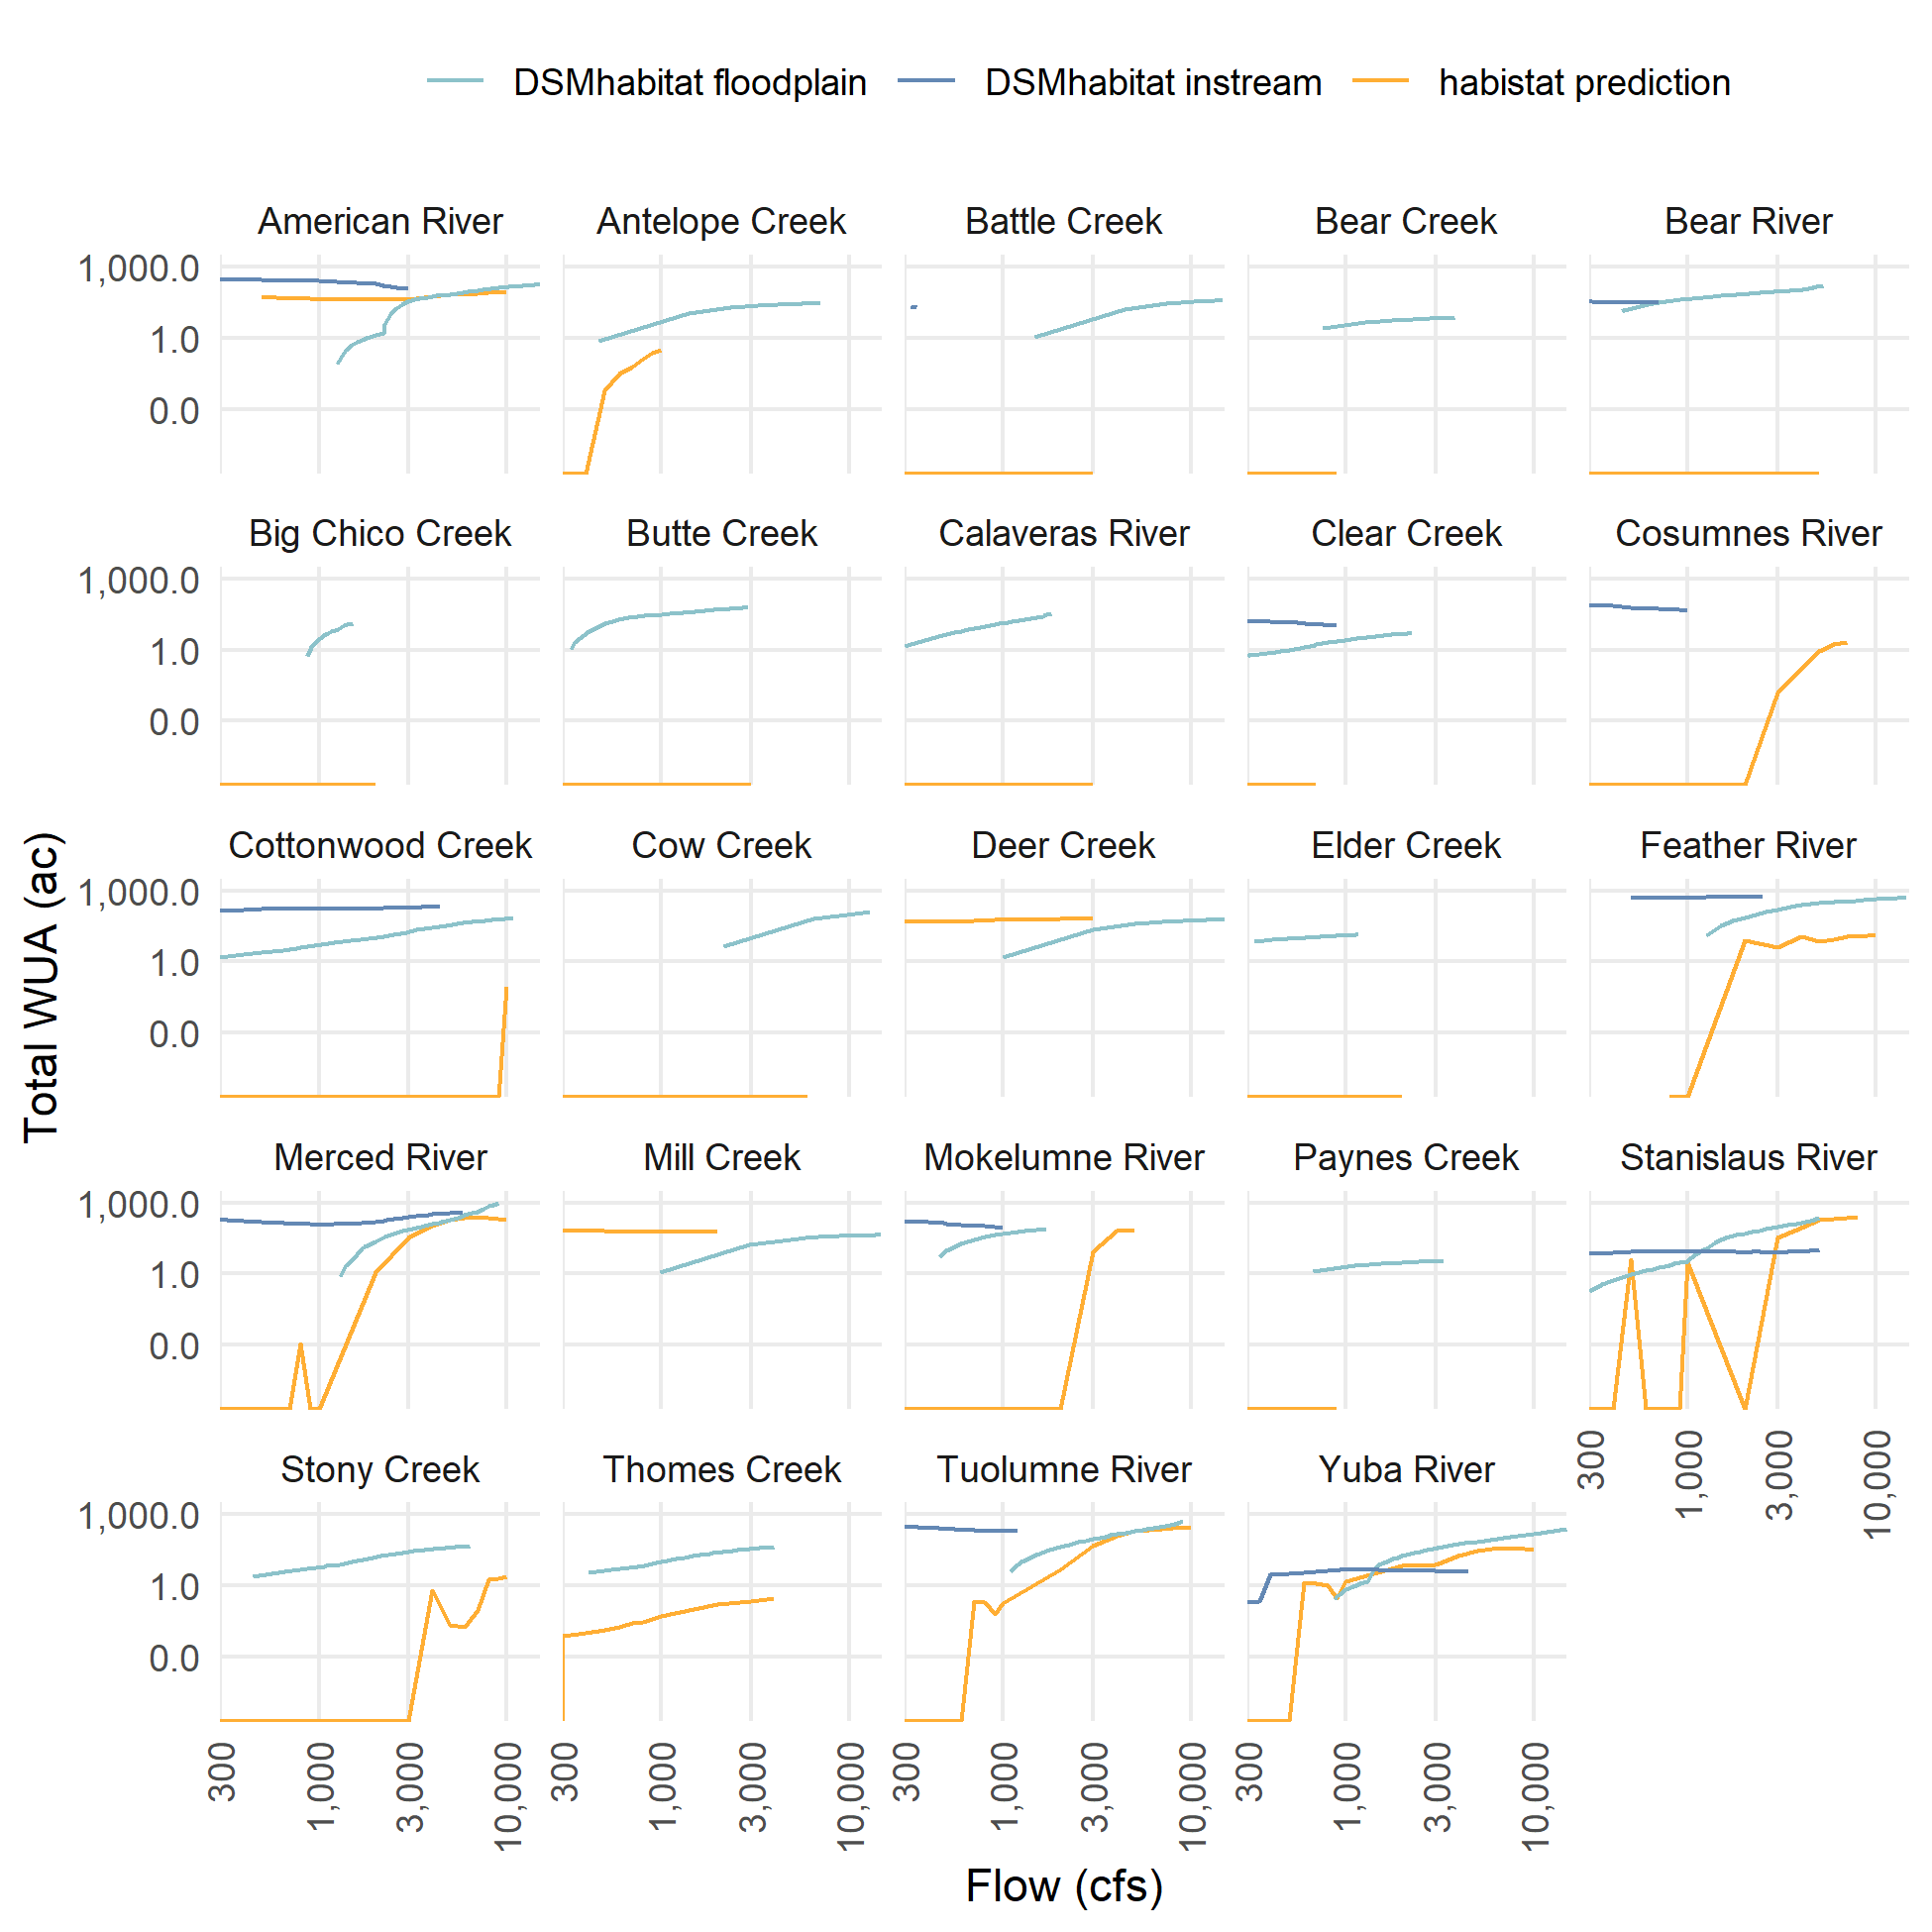 DSMhabitat floodplain DSMhabitat instream habistat prediction
American River Antelope Creek Battle Creek Bear Creek Bear River
1,000.0
1.0
0.0
Big Chico Creek Butte Creek Calaveras River Clear Creek Cosumnes River
1,000.0
1.0
0.0
Cottonwood Creek Cow Creek Deer Creek Elder Creek Feather River
1,000.0
1.0
0.0
Total WUA (ac)
Merced River Mill Creek Mokelumne River Paynes Creek Stanislaus River
1,000.0
1.0
0.0
300 1,000 3,000 10,000
Stony Creek Thomes Creek Tuolumne River Yuba River
1,000.0
1.0
0.0
300 1,000 3,000 10,000 300 1,000 3,000 10,000 300 1,000 3,000 10,000 300 1,000 3,000 10,000
Flow (cfs)